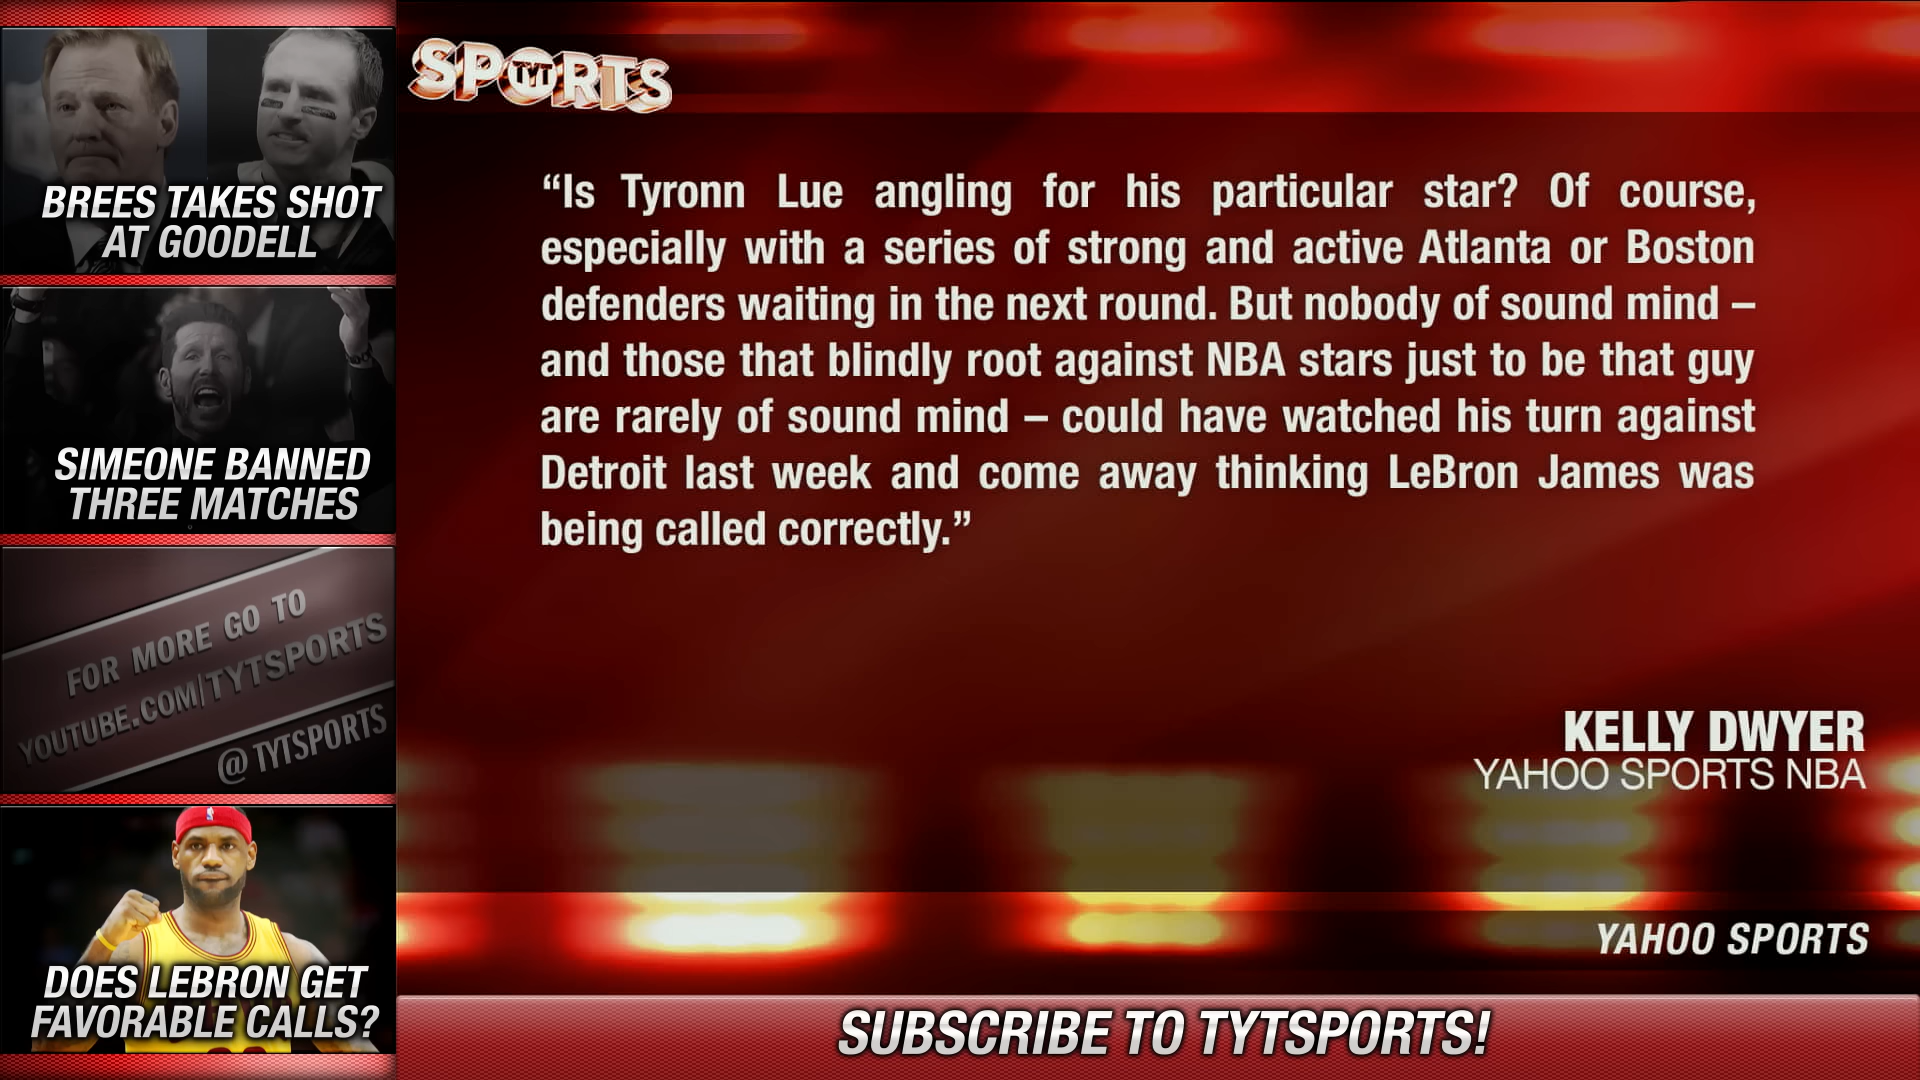 BREES TAKES SHOT
AT GOODELL
SIMEONE BANNED
THREE MATCHES
FOR MORE GO TO
YOUTUBE.COM/TYTSPORTS
@TYTSPORTS
DOES LEBRON GET
FAVORABLE CALLS?
SPORTS
TYT
“Is Tyronn Lue angling for his particular star? Of course,
especially with a series of strong and active Atlanta or Boston
defenders waiting in the next round. But nobody of sound mind –
and those that blindly root against NBA stars just to be that guy
are rarely of sound mind – could have watched his turn against
Detroit last week and come away thinking LeBron James was
being called correctly.”
KELLY DWYER
YAHOO SPORTS NBA
YAHOO SPORTS
SUBSCRIBE TO TYTSPORTS!